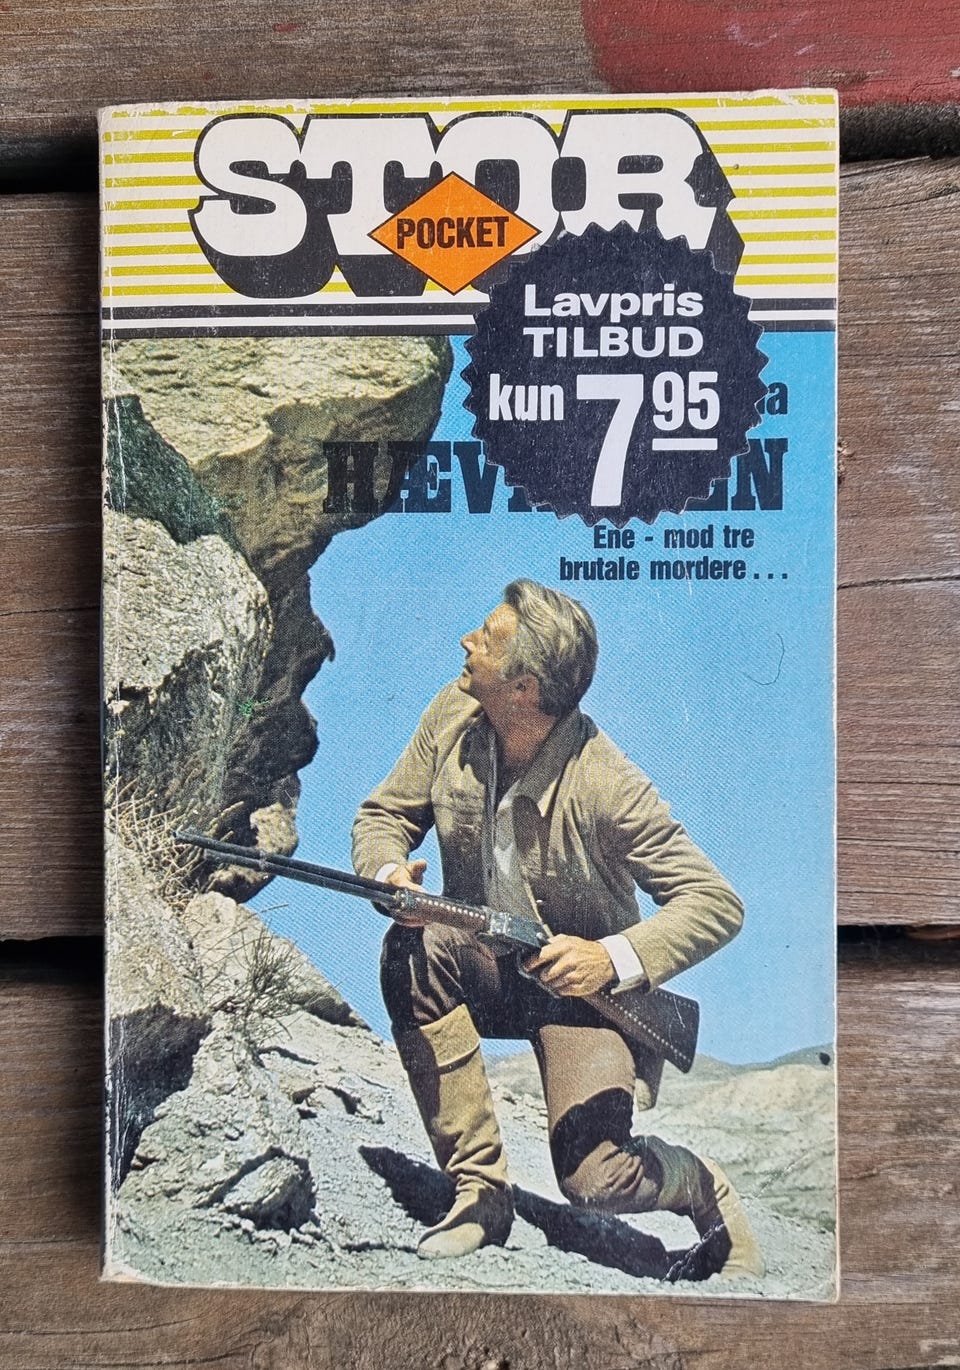 STOR
POCKET
Lavpris
TILBUD
kun 7 95
Ene - mod tre
brutale mordere...